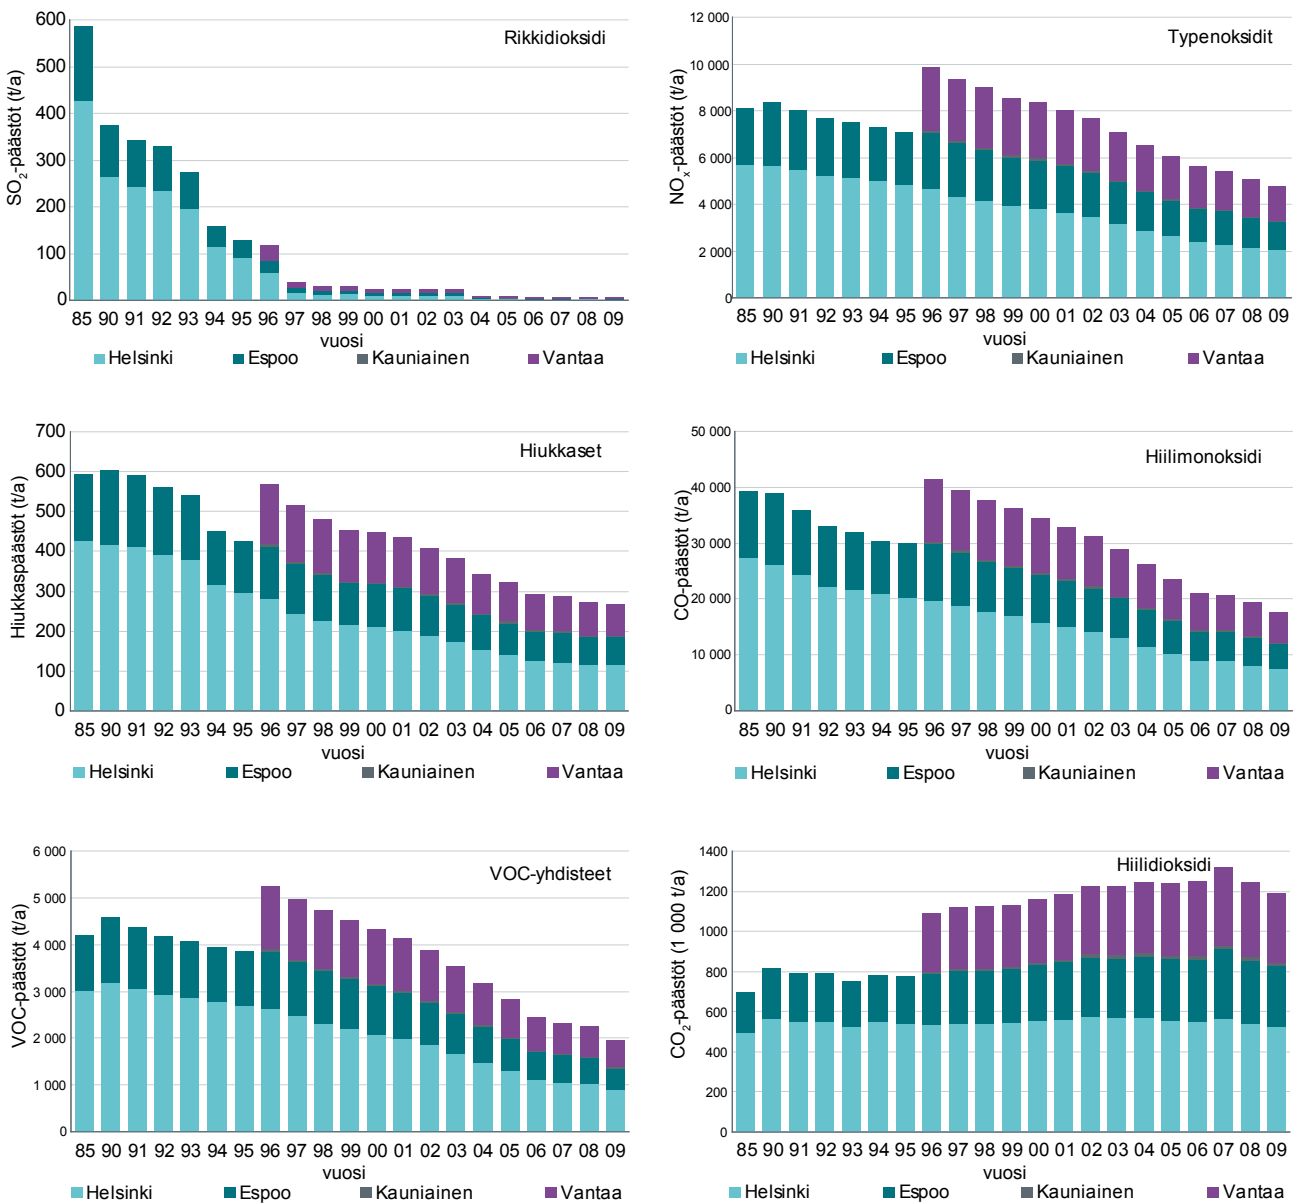 Rikkidioksidi
SO2-päästöt (t/a)
600
500
400
300
200
100
0
85 90 91 92 93 94 95 96 97 98 99 00 01 02 03 04 05 06 07 08 09
vuosi
Helsinki Espoo Kauniainen Vantaa
Typenoksidit
NOx-päästöt (t/a)
12 000
10 000
8 000
6 000
4 000
2 000
0
85 90 91 92 93 94 95 96 97 98 99 00 01 02 03 04 05 06 07 08 09
vuosi
Helsinki Espoo Kauniainen Vantaa
Hiukkaset
Hiukkaspäästöt (t/a)
700
600
500
400
300
200
100
0
85 90 91 92 93 94 95 96 97 98 99 00 01 02 03 04 05 06 07 08 09
vuosi
Helsinki Espoo Kauniainen Vantaa
Hiilimonoksidi
CO-päästöt (t/a)
50 000
40 000
30 000
20 000
10 000
0
85 90 91 92 93 94 95 96 97 98 99 00 01 02 03 04 05 06 07 08 09
vuosi
Helsinki Espoo Kauniainen Vantaa
VOC-yhdisteet
VOC-päästöt (t/a)
6 000
5 000
4 000
3 000
2 000
1 000
0
85 90 91 92 93 94 95 96 97 98 99 00 01 02 03 04 05 06 07 08 09
vuosi
Helsinki Espoo Kauniainen Vantaa
Hiilidioksidi
CO2-päästöt (1 000 t/a)
1400
1200
1000
800
600
400
200
0
85 90 91 92 93 94 95 96 97 98 99 00 01 02 03 04 05 06 07 08 09
vuosi
Helsinki Espoo Kauniainen Vantaa